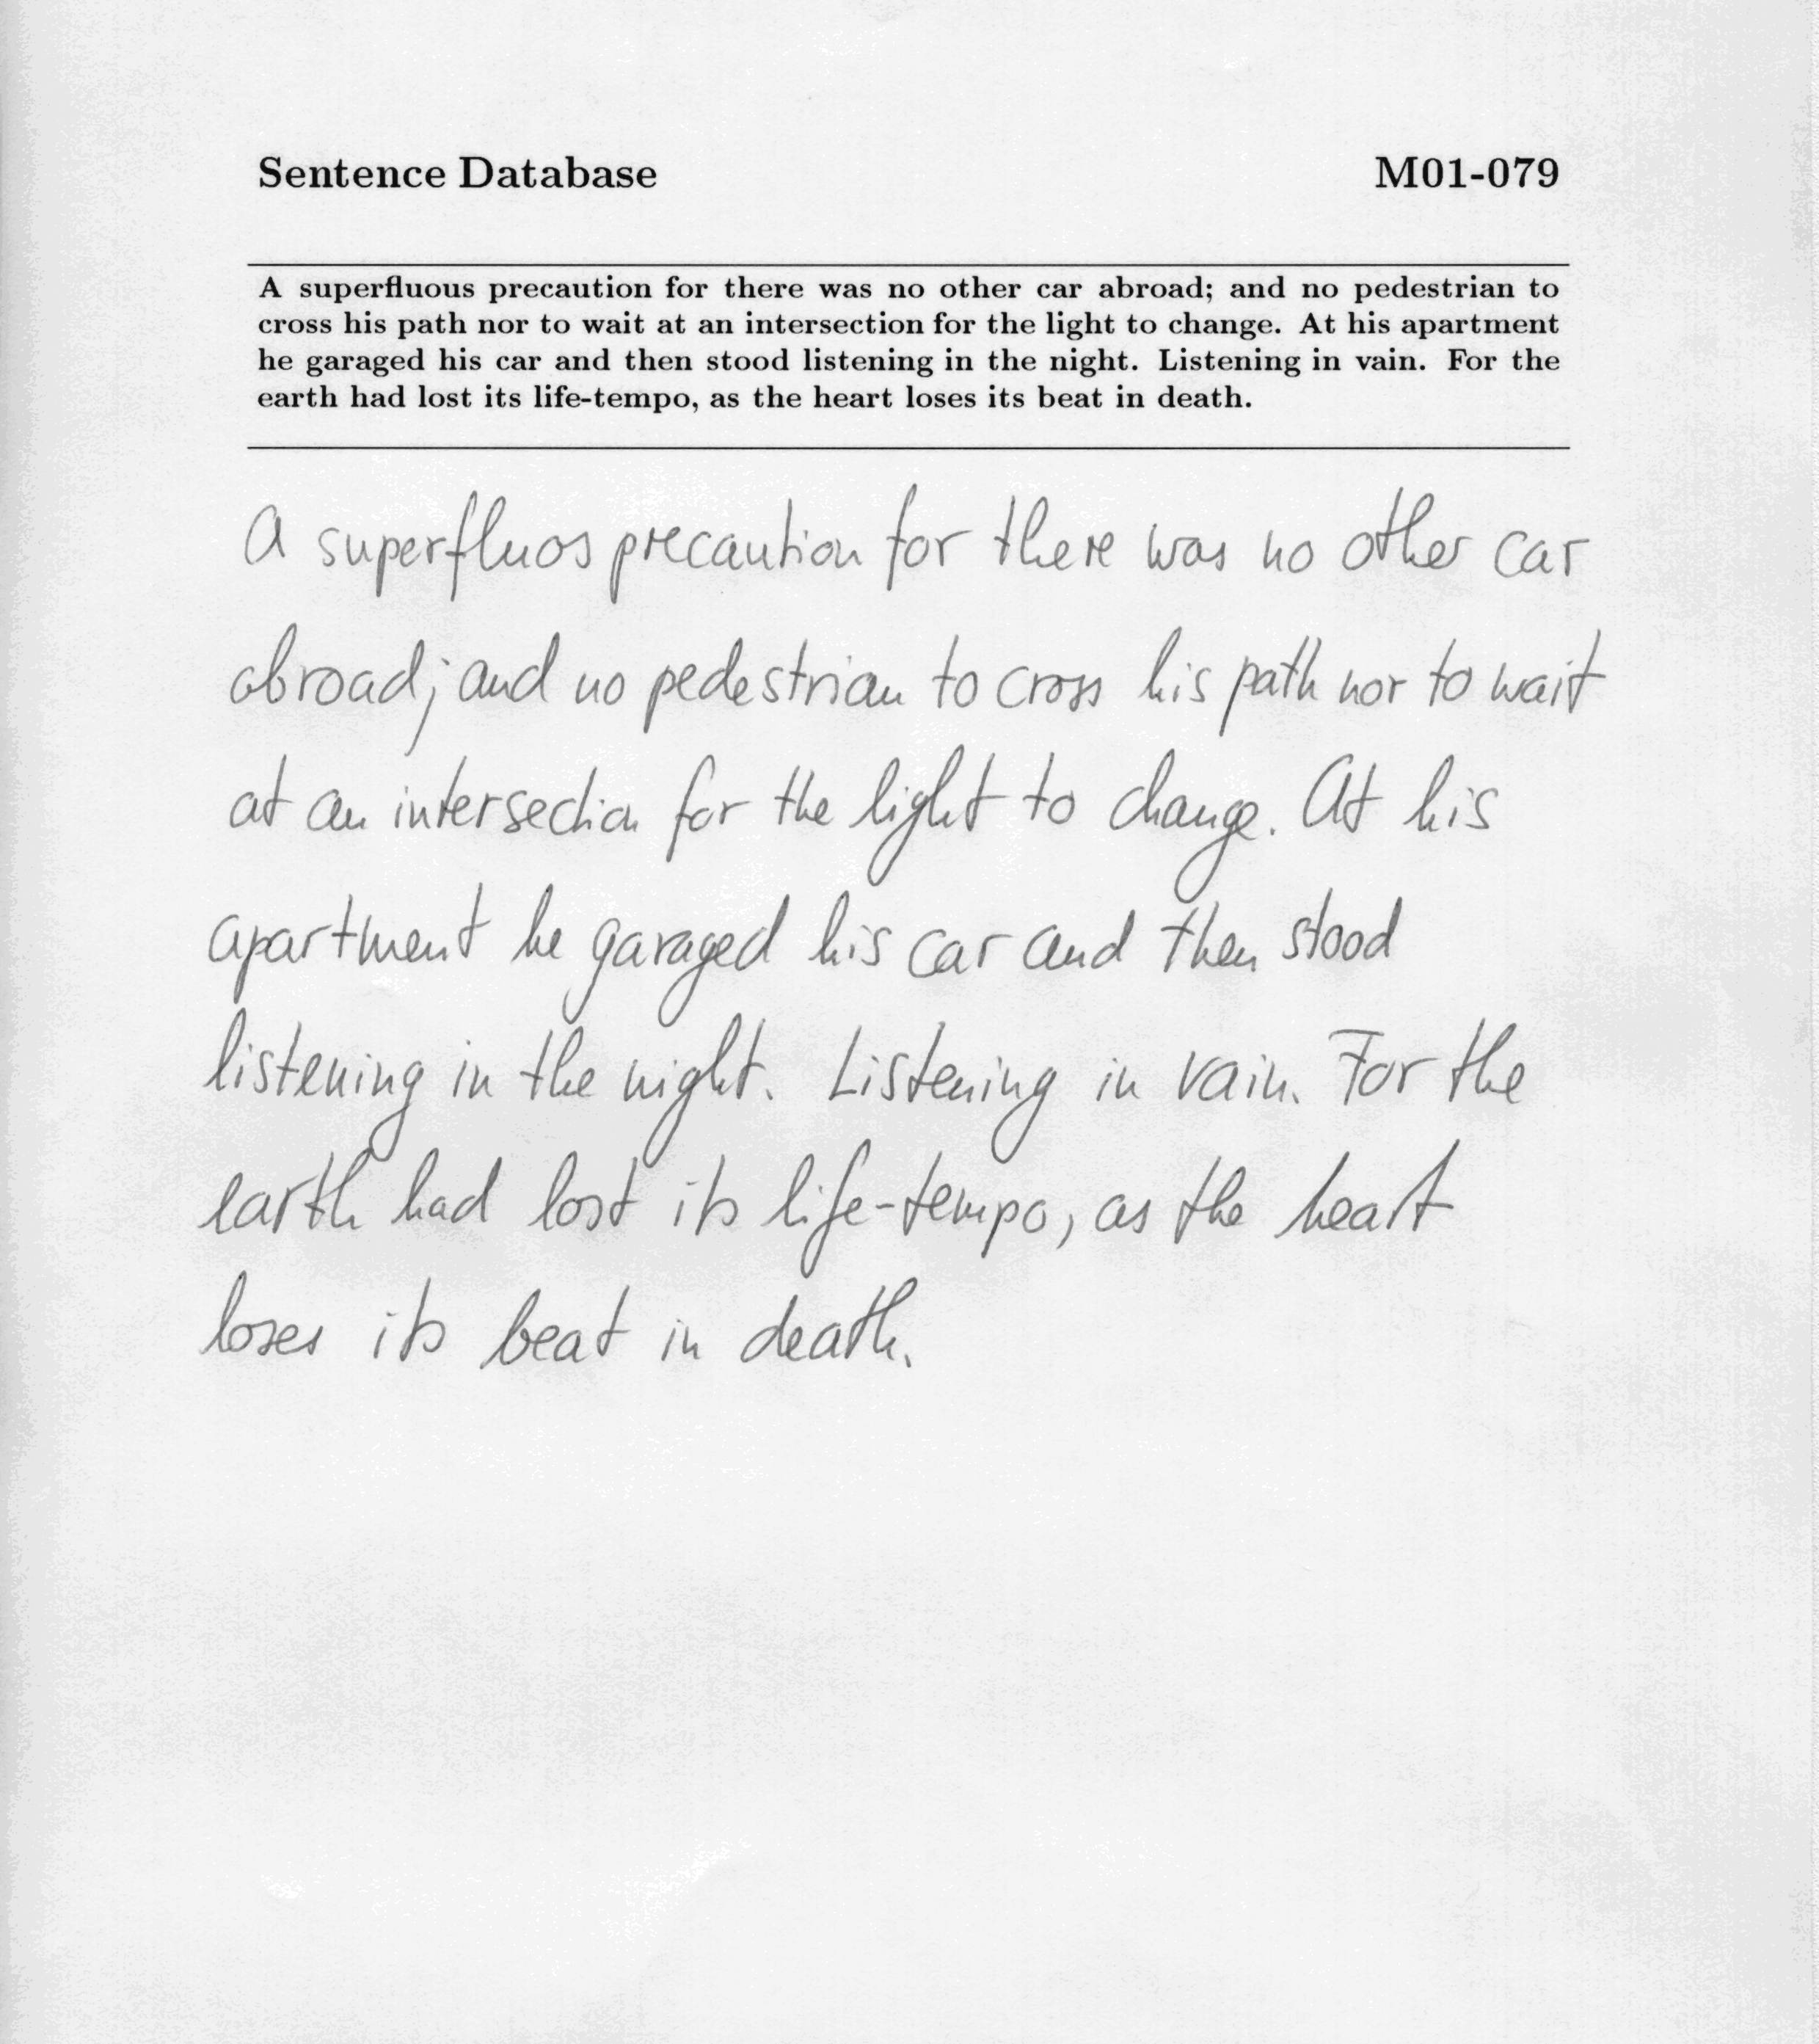 Sentence Database M01-079
A superfluous precaution for there was no other car abroad; and no pedestrian to
cross his path nor to wait at an intersection for the light to change. At his apartment
he garaged his car and then stood listening in the night. Listening in vain. For the
earth had lost its life-tempo, as the heart loses its beat in death.
A superfluos precaution for there was no other car
abroad; and no pedestrian to cross his path nor to wait
at an intersection for the light to change. At his
apartment he garaged his car and then stood
listening in the night. Listening in vain. For the
earth had lost its life-tempo, as the heart
loses its beat in death.